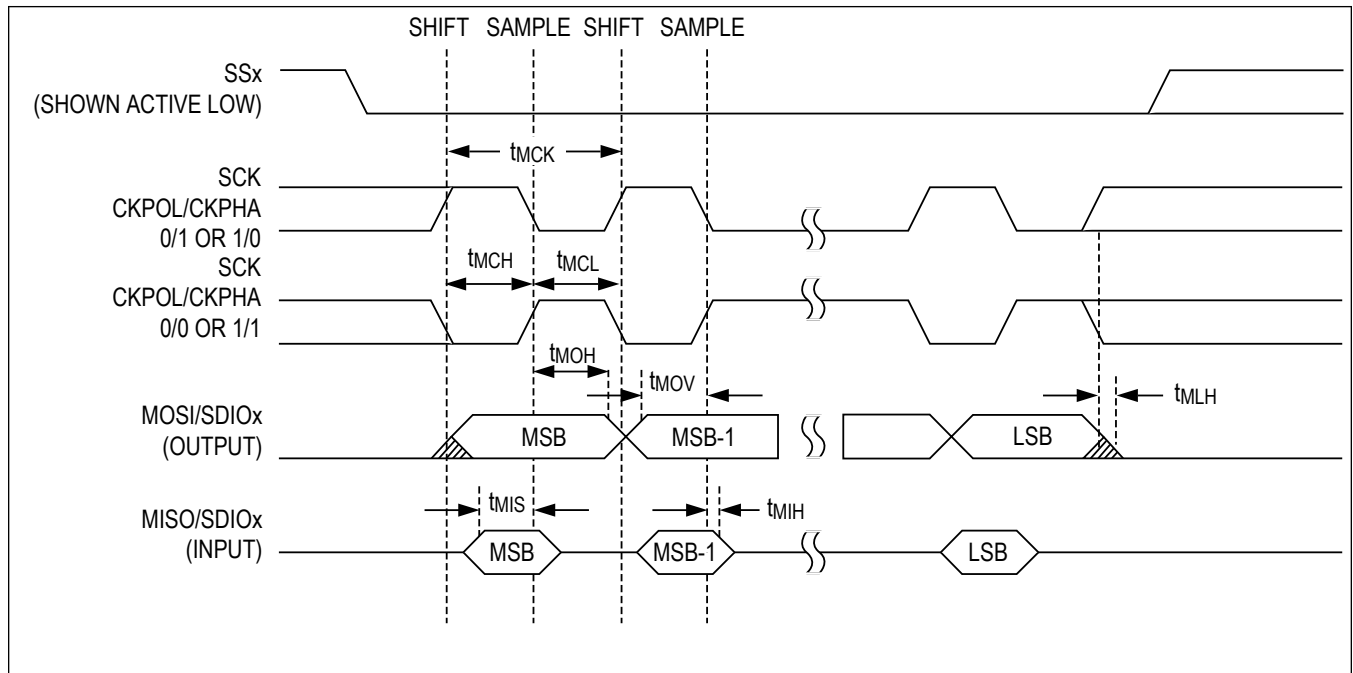 SHIFT SAMPLE SHIFT SAMPLE
SSx
(SHOWN ACTIVE LOW)
tMCK
SCK
CKPOL/CKPHA
0/1 OR 1/0
tMCH tMCL
SCK
CKPOL/CKPHA
0/0 OR 1/1
tMOH
tMOV
tMLH
MOSI/SDIOx
(OUTPUT)
MSB MSB-1 LSB
tMIS
tMIH
MISO/SDIOx
(INPUT)
MSB MSB-1 LSB